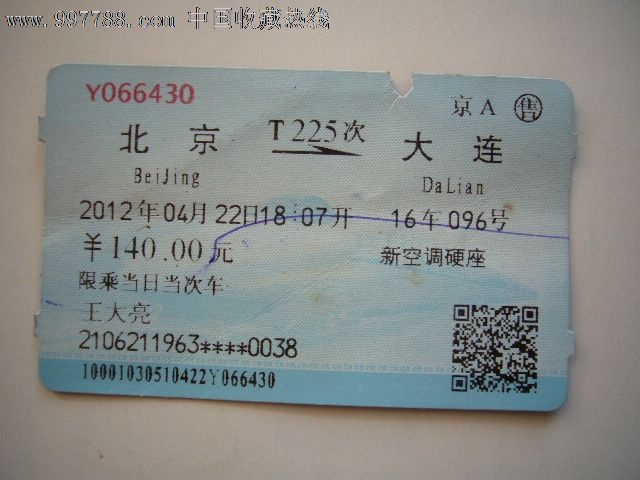 www.997788.com 中国收藏热线
Y066430 京A 售
北京 T225次 大连
BeiJing DaLian
2012年04月22日18:07开 16车096号
￥140.00元 新空调硬座
限乘当日当次车
王大亮
2106211963****0038
10001030510422Y066430